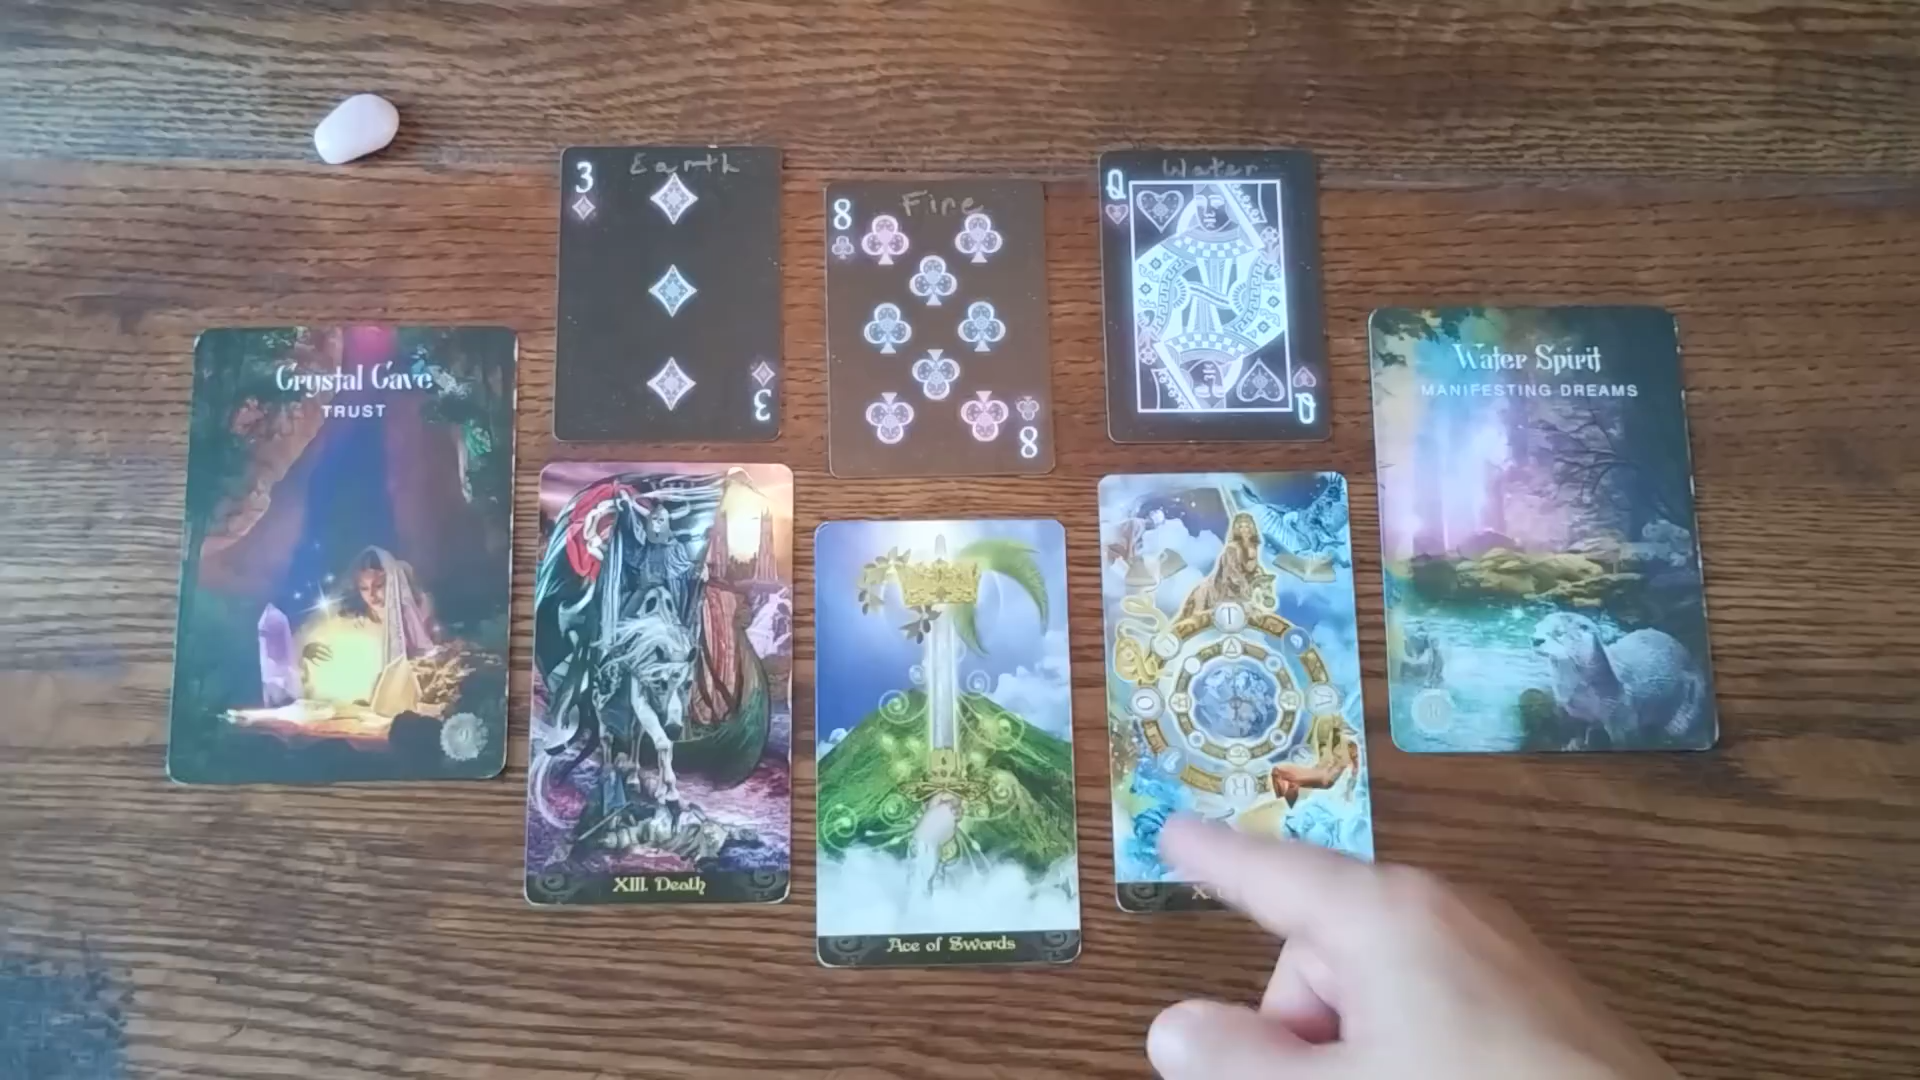 3 Earth
3
8 Fire
8
Q Water
Q
Crystal Cave
TRUST
Water Spirit
MANIFESTING DREAMS
XIII. Death
Ace of Swords